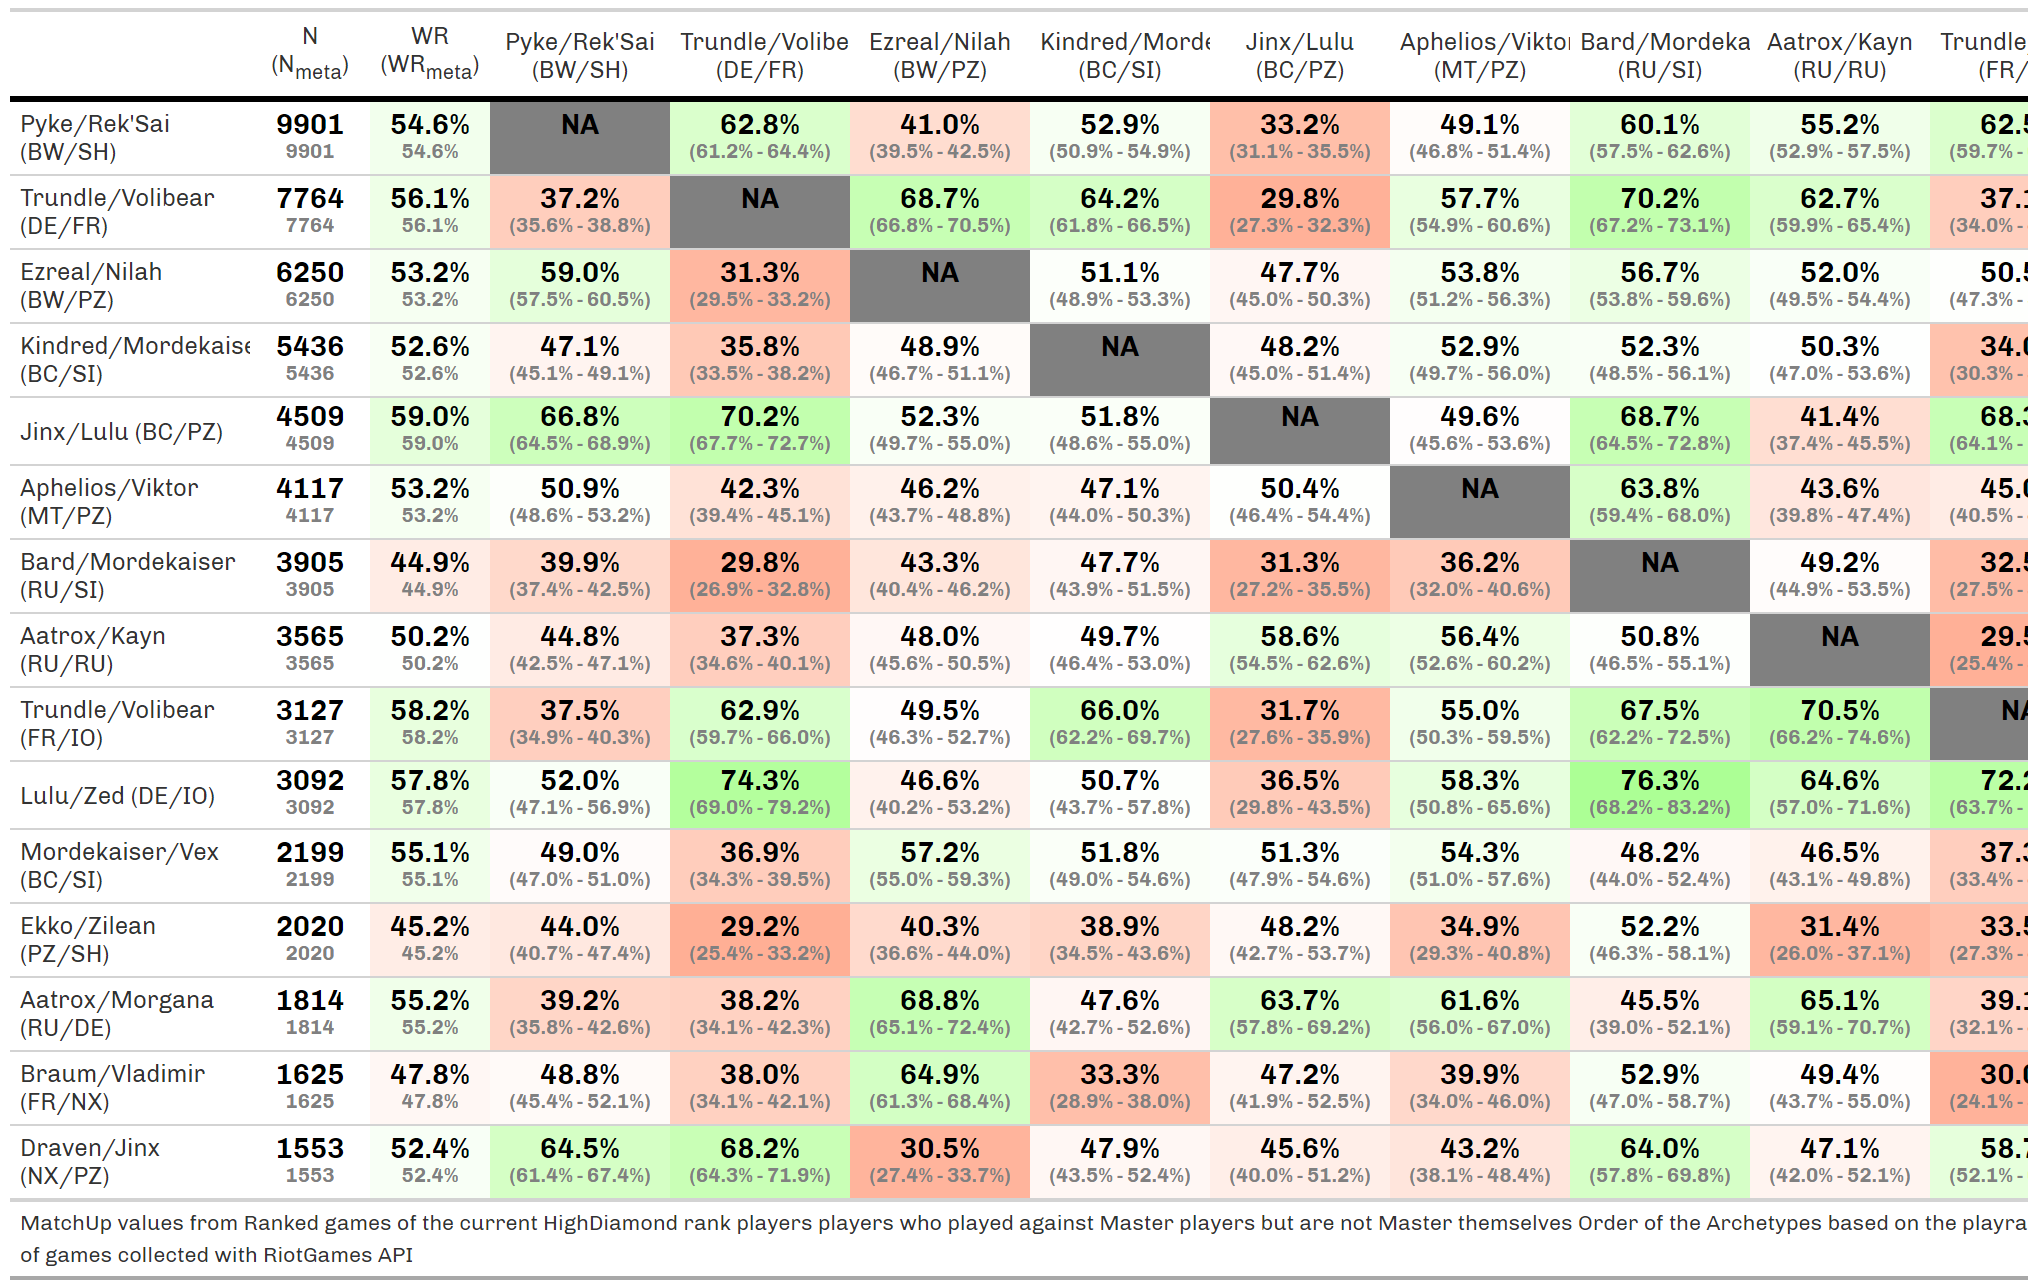 N WR Pyke/Rek'Sai Trundle/Volibe Ezreal/Nilah Kindred/Morde Jinx/Lulu Aphelios/Viktor Bard/Mordeka Aatrox/Kayn Trundle
(Nmeta) (WRmeta) (BW/SH) (DE/FR) (BW/PZ) (BC/SI) (BC/PZ) (MT/PZ) (RU/SI) (RU/RU) (FR/
Pyke/Rek'Sai 9901 54.6% NA 62.8% 41.0% 52.9% 33.2% 49.1% 60.1% 55.2% 62.5
(BW/SH) 9901 54.6% (61.2% - 64.4%) (39.5% - 42.5%) (50.9% - 54.9%) (31.1% - 35.5%) (46.8% - 51.4%) (57.5% - 62.6%) (52.9% - 57.5%) (59.7% -
Trundle/Volibear 7764 56.1% 37.2% NA 68.7% 64.2% 29.8% 57.7% 70.2% 62.7% 37.1
(DE/FR) 7764 56.1% (35.6% - 38.8%) (66.8% - 70.5%) (61.8% - 66.5%) (27.3% - 32.3%) (54.9% - 60.6%) (67.2% - 73.1%) (59.9% - 65.4%) (34.0% -
Ezreal/Nilah 6250 53.2% 59.0% 31.3% NA 51.1% 47.7% 53.8% 56.7% 52.0% 50.5
(BW/PZ) 6250 53.2% (57.5% - 60.5%) (29.5% - 33.2%) (48.9% - 53.3%) (45.0% - 50.3%) (51.2% - 56.3%) (53.8% - 59.6%) (49.5% - 54.4%) (47.3% -
Kindred/Mordekaise 5436 52.6% 47.1% 35.8% 48.9% NA 48.2% 52.9% 52.3% 50.3% 34.0
(BC/SI) 5436 52.6% (45.1% - 49.1%) (33.5% - 38.2%) (46.7% - 51.1%) (45.0% - 51.4%) (49.7% - 56.0%) (48.5% - 56.1%) (47.0% - 53.6%) (30.3% -
Jinx/Lulu (BC/PZ) 4509 59.0% 66.8% 70.2% 52.3% 51.8% NA 49.6% 68.7% 41.4% 68.3
4509 59.0% (64.5% - 68.9%) (67.7% - 72.7%) (49.7% - 55.0%) (48.6% - 55.0%) (45.6% - 53.6%) (64.5% - 72.8%) (37.4% - 45.5%) (64.1% -
Aphelios/Viktor 4117 53.2% 50.9% 42.3% 46.2% 47.1% 50.4% NA 63.8% 43.6% 45.0
(MT/PZ) 4117 53.2% (48.6% - 53.2%) (39.4% - 45.1%) (43.7% - 48.8%) (44.0% - 50.3%) (46.4% - 54.4%) (59.4% - 68.0%) (39.8% - 47.4%) (40.5% -
Bard/Mordekaiser 3905 44.9% 39.9% 29.8% 43.3% 47.7% 31.3% 36.2% NA 49.2% 32.5
(RU/SI) 3905 44.9% (37.4% - 42.5%) (26.9% - 32.8%) (40.4% - 46.2%) (43.9% - 51.5%) (27.2% - 35.5%) (32.0% - 40.6%) (44.9% - 53.5%) (27.5% -
Aatrox/Kayn 3565 50.2% 44.8% 37.3% 48.0% 49.7% 58.6% 56.4% 50.8% NA 29.5
(RU/RU) 3565 50.2% (42.5% - 47.1%) (34.6% - 40.1%) (45.6% - 50.5%) (46.4% - 53.0%) (54.5% - 62.6%) (52.6% - 60.2%) (46.5% - 55.1%) (25.4% -
Trundle/Volibear 3127 58.2% 37.5% 62.9% 49.5% 66.0% 31.7% 55.0% 67.5% 70.5% NA
(FR/IO) 3127 58.2% (34.9% - 40.3%) (59.7% - 66.0%) (46.3% - 52.7%) (62.2% - 69.7%) (27.6% - 35.9%) (50.3% - 59.5%) (62.2% - 72.5%) (66.2% - 74.6%)
Lulu/Zed (DE/IO) 3092 57.8% 52.0% 74.3% 46.6% 50.7% 36.5% 58.3% 76.3% 64.6% 72.2
3092 57.8% (47.1% - 56.9%) (69.0% - 79.2%) (40.2% - 53.2%) (43.7% - 57.8%) (29.8% - 43.5%) (50.8% - 65.6%) (68.2% - 83.2%) (57.0% - 71.6%) (63.7% -
Mordekaiser/Vex 2199 55.1% 49.0% 36.9% 57.2% 51.8% 51.3% 54.3% 48.2% 46.5% 37.3
(BC/SI) 2199 55.1% (47.0% - 51.0%) (34.3% - 39.5%) (55.0% - 59.3%) (49.0% - 54.6%) (47.9% - 54.6%) (51.0% - 57.6%) (44.0% - 52.4%) (43.1% - 49.8%) (33.4% -
Ekko/Zilean 2020 45.2% 44.0% 29.2% 40.3% 38.9% 48.2% 34.9% 52.2% 31.4% 33.5
(PZ/SH) 2020 45.2% (40.7% - 47.4%) (25.4% - 33.2%) (36.6% - 44.0%) (34.5% - 43.6%) (42.7% - 53.7%) (29.3% - 40.8%) (46.3% - 58.1%) (26.0% - 37.1%) (27.3% -
Aatrox/Morgana 1814 55.2% 39.2% 38.2% 68.8% 47.6% 63.7% 61.6% 45.5% 65.1% 39.1
(RU/DE) 1814 55.2% (35.8% - 42.6%) (34.1% - 42.3%) (65.1% - 72.4%) (42.7% - 52.6%) (57.8% - 69.2%) (56.0% - 67.0%) (39.0% - 52.1%) (59.1% - 70.7%) (32.1% -
Braum/Vladimir 1625 47.8% 48.8% 38.0% 64.9% 33.3% 47.2% 39.9% 52.9% 49.4% 30.0
(FR/NX) 1625 47.8% (45.4% - 52.1%) (34.1% - 42.1%) (61.3% - 68.4%) (28.9% - 38.0%) (41.9% - 52.5%) (34.0% - 46.0%) (47.0% - 58.7%) (43.7% - 55.0%) (24.1% -
Draven/Jinx 1553 52.4% 64.5% 68.2% 30.5% 47.9% 45.6% 43.2% 64.0% 47.1% 58.7
(NX/PZ) 1553 52.4% (61.4% - 67.4%) (64.3% - 71.9%) (27.4% - 33.7%) (43.5% - 52.4%) (40.0% - 51.2%) (38.1% - 48.4%) (57.8% - 69.8%) (42.0% - 52.1%) (52.1% -
MatchUp values from Ranked games of the current HighDiamond rank players players who played against Master players but are not Master themselves Order of the Archetypes based on the playra
of games collected with RiotGames API